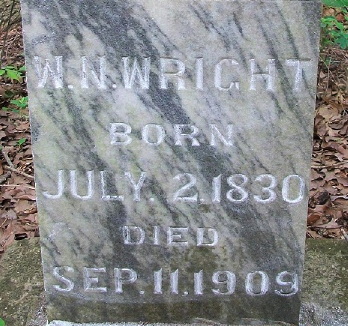 W.N.WRIGHT
BORN
JULY. 2.1830
DIED
SEP.11.1909